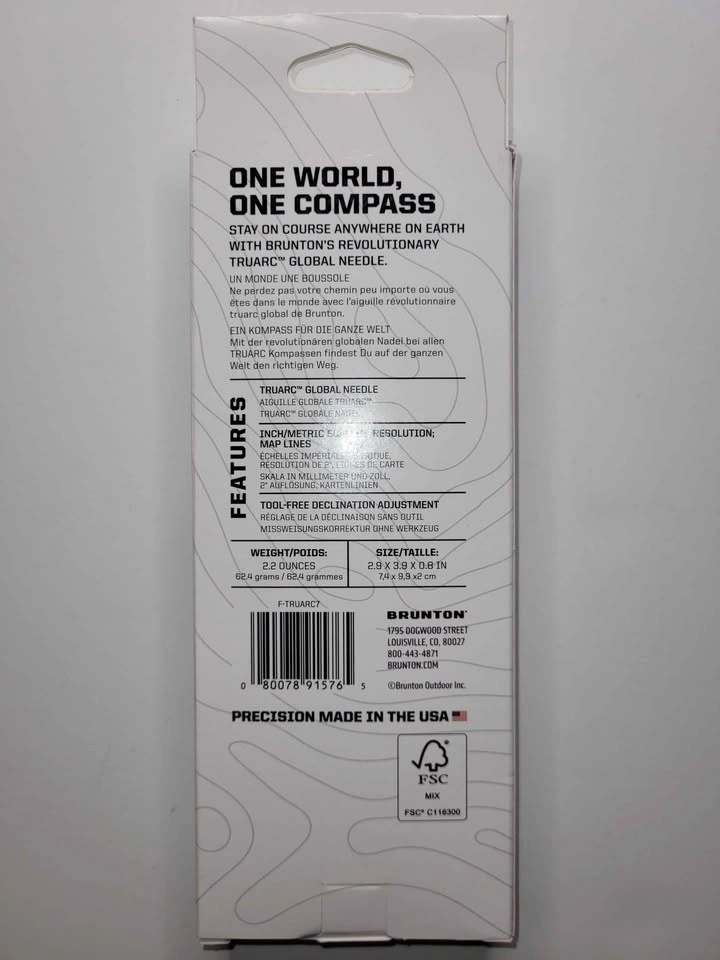 ONE WORLD,
ONE COMPASS
STAY ON COURSE ANYWHERE ON EARTH
WITH BRUNTON'S REVOLUTIONARY
TRUARC™ GLOBAL NEEDLE.
UN MONDE UNE BOUSSOLE
Ne perdez pas votre chemin peu importe où vous
êtes dans le monde avec l'aiguille révolutionnaire
truarc global de Brunton.
EIN KOMPASS FÜR DIE GANZE WELT
Mit der revolutionären globalen Nadel bei allen
TRUARC Kompassen findest Du auf der ganzen
Welt den richtigen Weg.
FEATURES
TRUARC™ GLOBAL NEEDLE
AIGUILLE GLOBALE TRUARC™
TRUARC™ GLOBALE NADEL
INCH/METRIC RESOLUTION;
MAP LINES
ÉCHELLES
RÉSOLUTION DE 2°, LIGNES DE CARTE
SKALA IN MILLIMETER UND ZOLL,
2° AUFLÖSUNG, KARTENLINIEN
TOOL-FREE DECLINATION ADJUSTMENT
RÉGLAGE DE LA DÉCLINAISON SANS OUTIL
MISSWEISUNGSKORREKTUR OHNE WERKZEUG
WEIGHT/POIDS:
2.2 OUNCES
62.4 grams / 62,4 grammes
SIZE/TAILLE:
2.9 X 3.9 X 0.8 IN
7,4 x 9,9 x2 cm
F-TRUARC7
0 80078 91576 5
BRUNTON®
1795 DOGWOOD STREET
LOUISVILLE, CO, 80027
800-443-4871
BRUNTON.COM
©Brunton Outdoor Inc.
PRECISION MADE IN THE USA
FSC
MIX
FSC® C116300